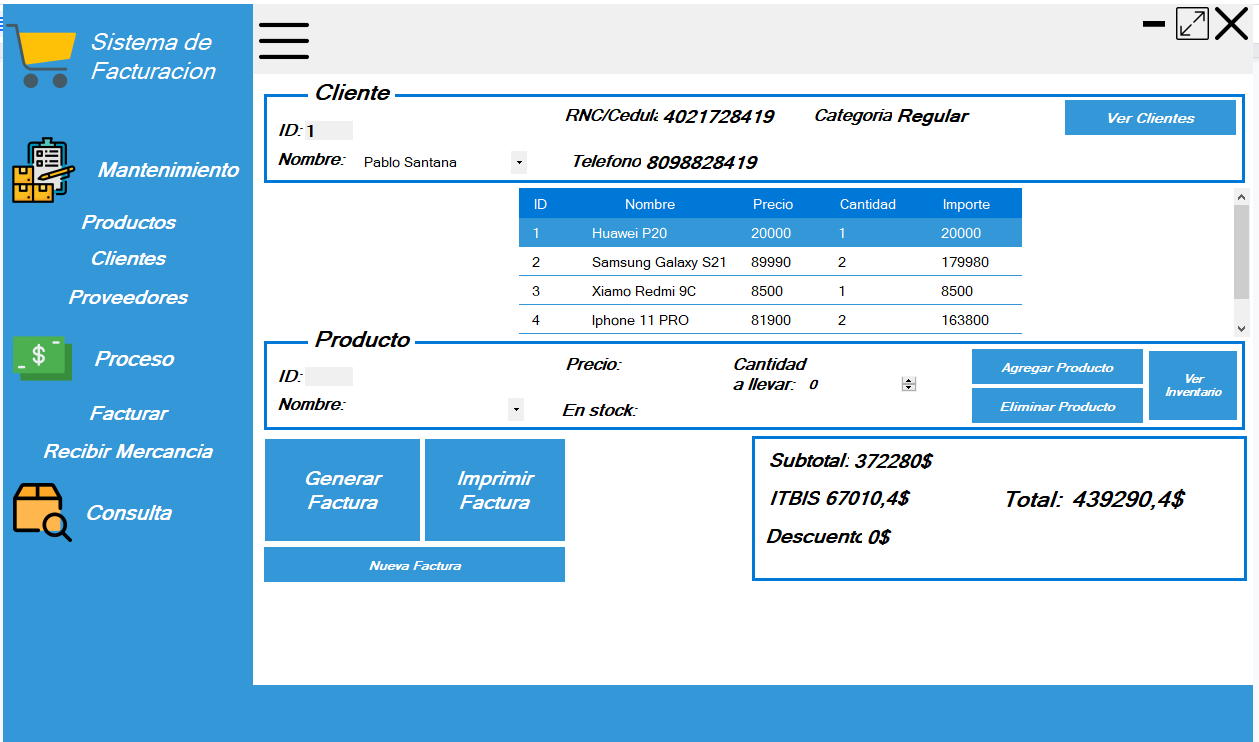 Sistema de
Facturacion
Mantenimiento
Productos
Clientes
Proveedores
$
Proceso
Facturar
Recibir Mercancia
Consulta
Cliente
ID: 1
Nombre: Pablo Santana
RNC/Cedula 4021728419
Telefono 8098828419
Categoria Regular
Ver Clientes
ID Nombre Precio Cantidad Importe
1 Huawei P20 20000 1 20000
2 Samsung Galaxy S21 89990 2 179980
3 Xiamo Redmi 9C 8500 1 8500
4 Iphone 11 PRO 81900 2 163800
Producto
ID:
Nombre:
Precio:
En stock:
Cantidad
a llevar: 0
Agregar Producto
Eliminar Producto
Ver
Inventario
Generar
Factura
Imprimir
Factura
Nueva Factura
Subtotal: 372280$
ITBIS 67010,4$
Descuento 0$
Total: 439290,4$